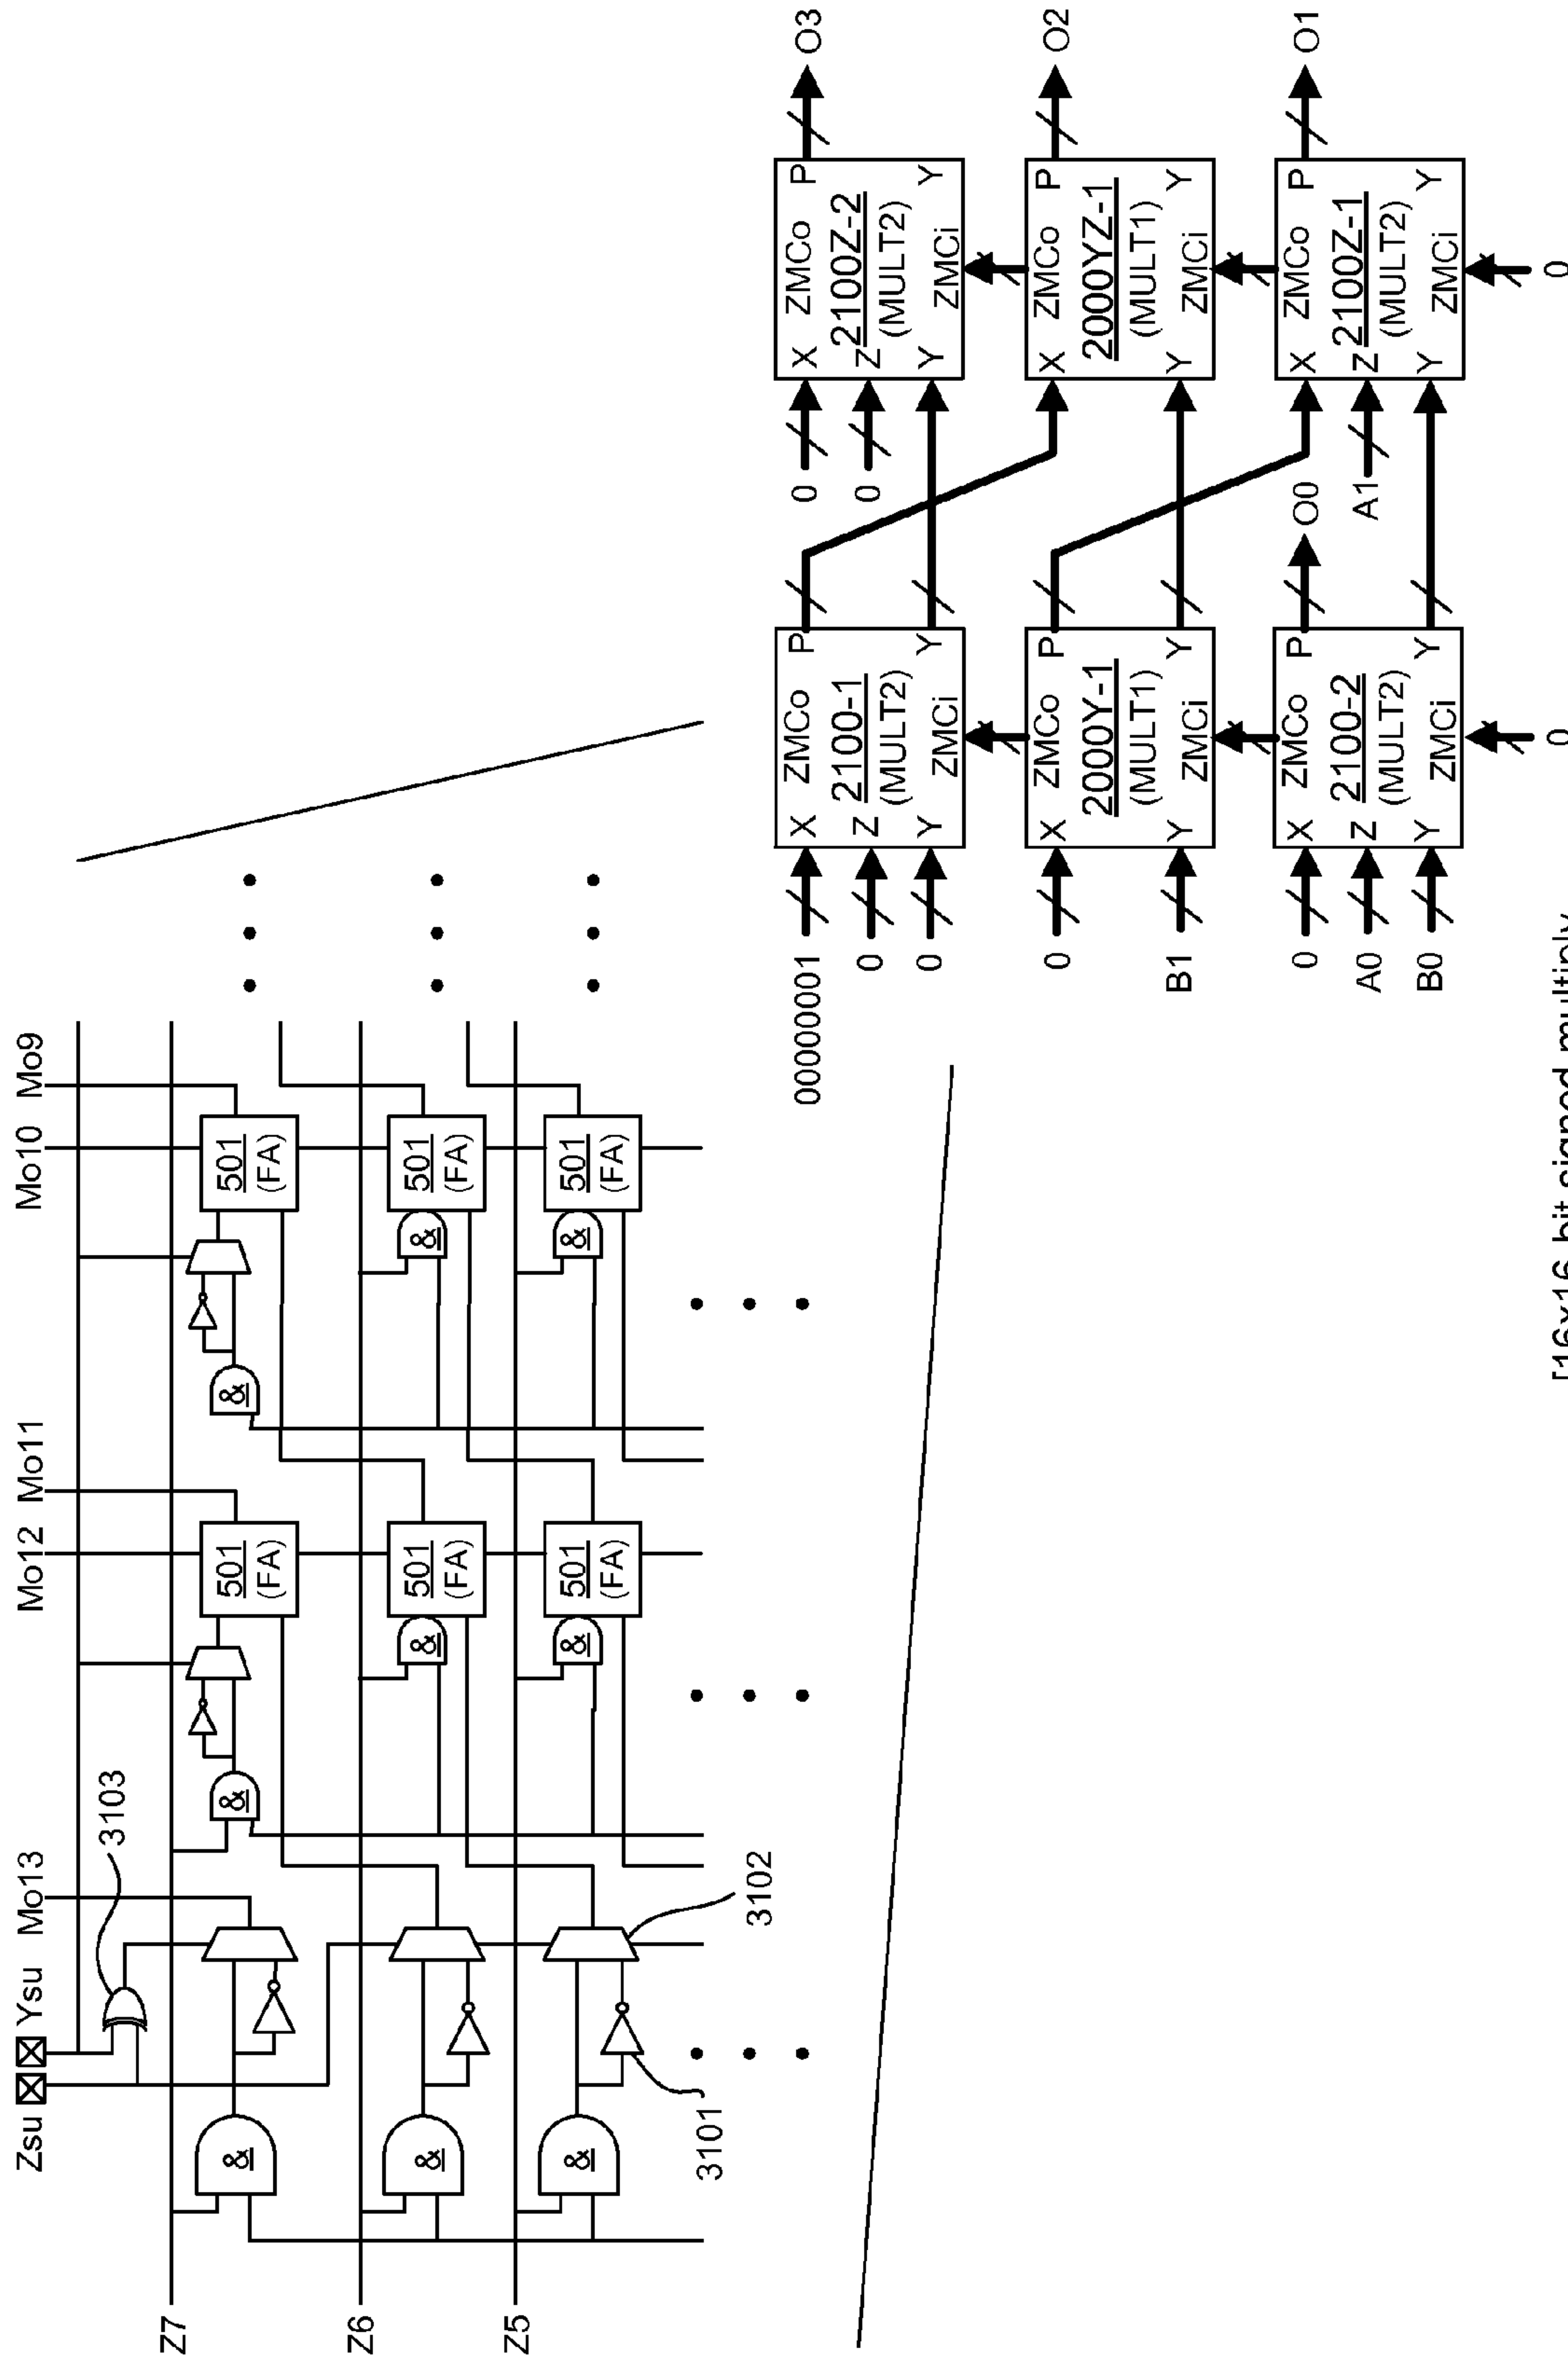 Zsu
Ysu
Mo13
Mo12
Mo11
Mo10
Mo9
3103
Z7
&
&
501
(FA)
&
501
(FA)
Z6
&
&
501
(FA)
&
501
(FA)
Z5
&
&
501
(FA)
&
501
(FA)
3101
3102
00000001
0
0
X
ZMCo
P
Z
2100-1
(MULT2)
Y
ZMCi
Y
0
0
X
ZMCo
P
Z
2100Z-2
(MULT2)
Y
ZMCi
Y
O3
0
B1
X
ZMCo
P
2000Y-1
(MULT1)
Y
ZMCi
Y
X
ZMCo
P
2000YZ-1
(MULT1)
Y
ZMCi
Y
O2
0
A0
B0
X
ZMCo
P
Z
2100-2
(MULT2)
Y
ZMCi
Y
0
O0
A1
X
ZMCo
P
Z
2100Z-1
(MULT2)
Y
ZMCi
Y
0
O1
[16x16 bit signed multiply